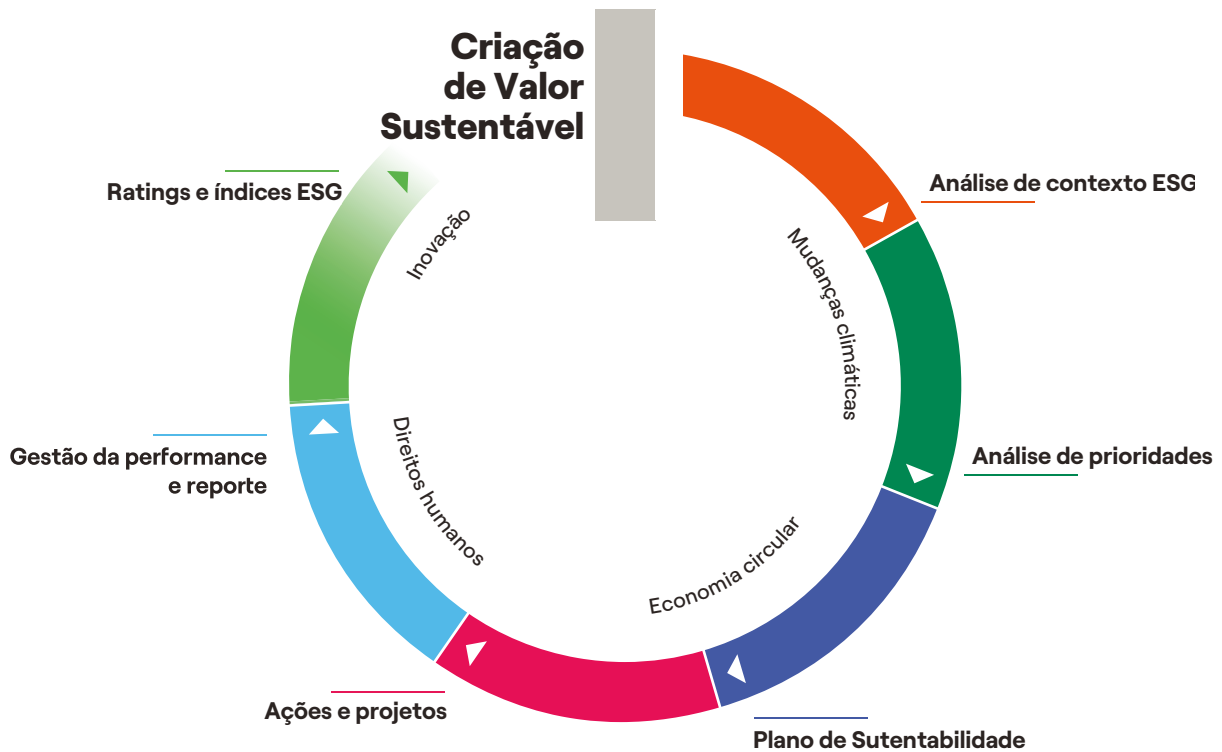 Criação
de Valor
Sustentável
Análise de contexto ESG
Análise de prioridades
Plano de Sutentabilidade
Ações e projetos
Gestão da performance
e reporte
Ratings e índices ESG
Mudanças climáticas
Economia circular
Direitos humanos
Inovação